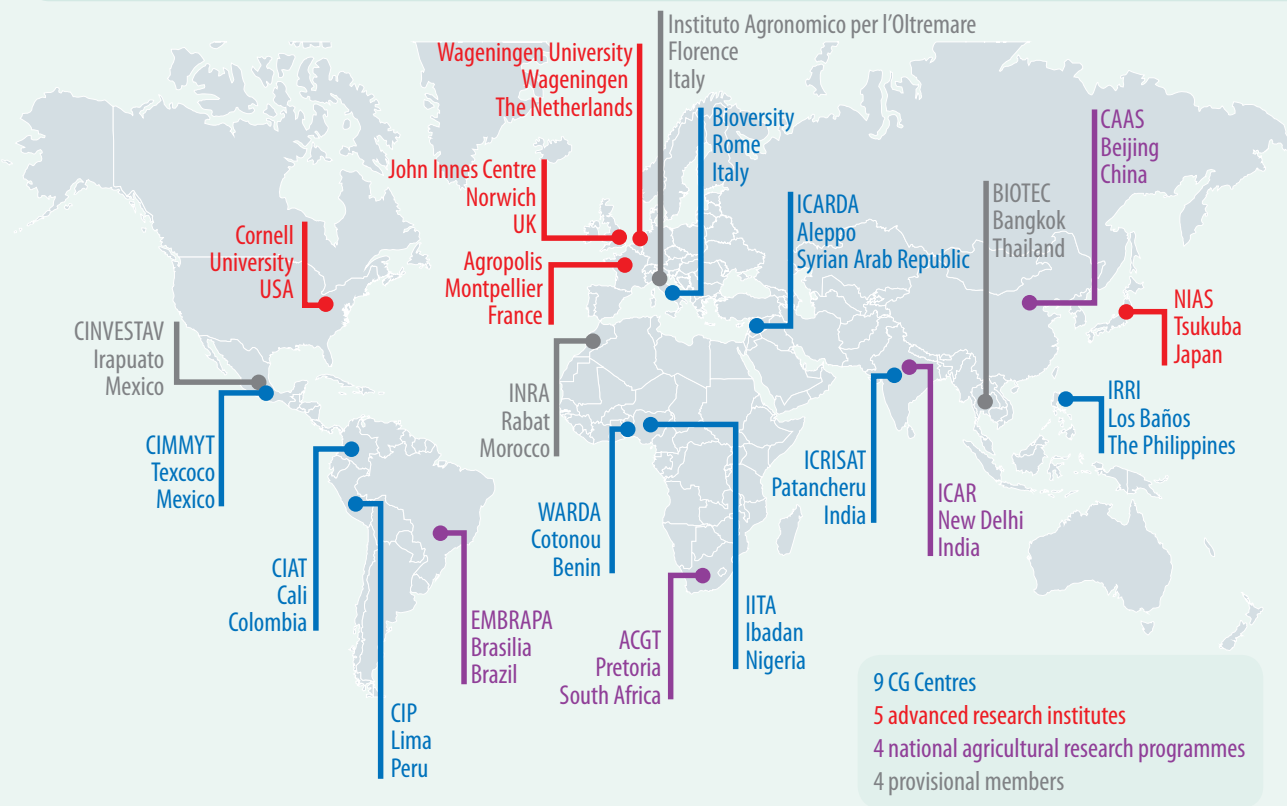 Instituto Agronomico per l'Oltremare
Florence
Italy
Wageningen University
Wageningen
The Netherlands
Bioversity
Rome
Italy
CAAS
Beijing
China
John Innes Centre
Norwich
UK
ICARDA
Aleppo
Syrian Arab Republic
BIOTEC
Bangkok
Thailand
Cornell
University
USA
Agropolis
Montpellier
France
NIAS
Tsukuba
Japan
CINVESTAV
Irapuato
Mexico
INRA
Rabat
Morocco
IRRI
Los Baños
The Philippines
CIMMYT
Texcoco
Mexico
ICRISAT
Patancheru
India
ICAR
New Delhi
India
WARDA
Cotonou
Benin
CIAT
Cali
Colombia
EMBRAPA
Brasilia
Brazil
ACGT
Pretoria
South Africa
IITA
Ibadan
Nigeria
CIP
Lima
Peru
9 CG Centres
5 advanced research institutes
4 national agricultural research programmes
4 provisional members